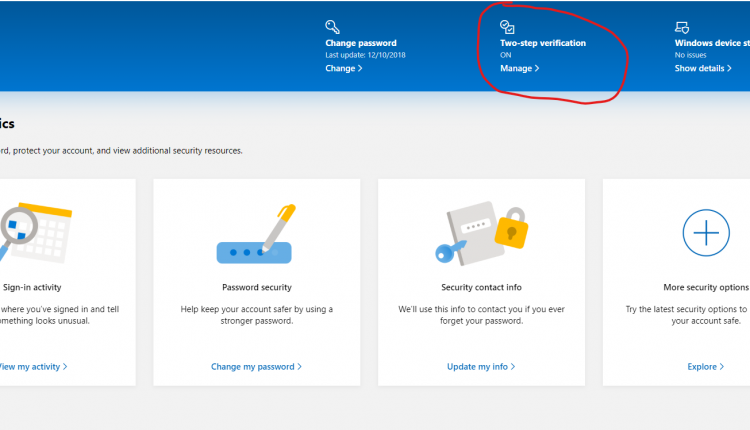 Change password
Last update: 12/10/2018
Change >
Two-step verification
ON
Manage >
Windows device st
No issues
Show details >
ics
rd, protect your account, and view additional security resources.
Sign-in activity
where you've signed in and tell
omething looks unusual.
View my activity >
Password security
Help keep your account safer by using a
stronger password.
Change my password >
Security contact info
We'll use this info to contact you if you ever
forget your password.
Update my info >
More security options
Try the latest security options to
your account safe.
Explore >